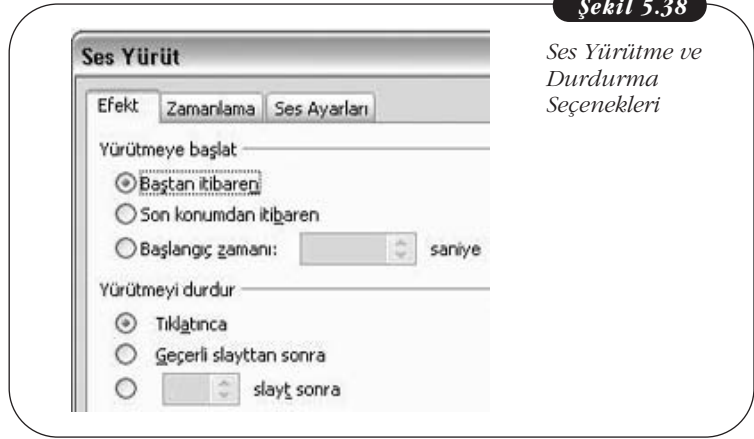 Şekil 5.38
Ses Yürütme ve
Durdurma
Seçenekleri
Ses Yürüt
Efekt Zamanlama Ses Ayarları
Yürütmeye başlat
Baştan itibaren
Son konumdan itibaren
Başlangıç zamanı: saniye
Yürütmeyi durdur
Tıklatınca
Geçerli slayttan sonra
slayt sonra